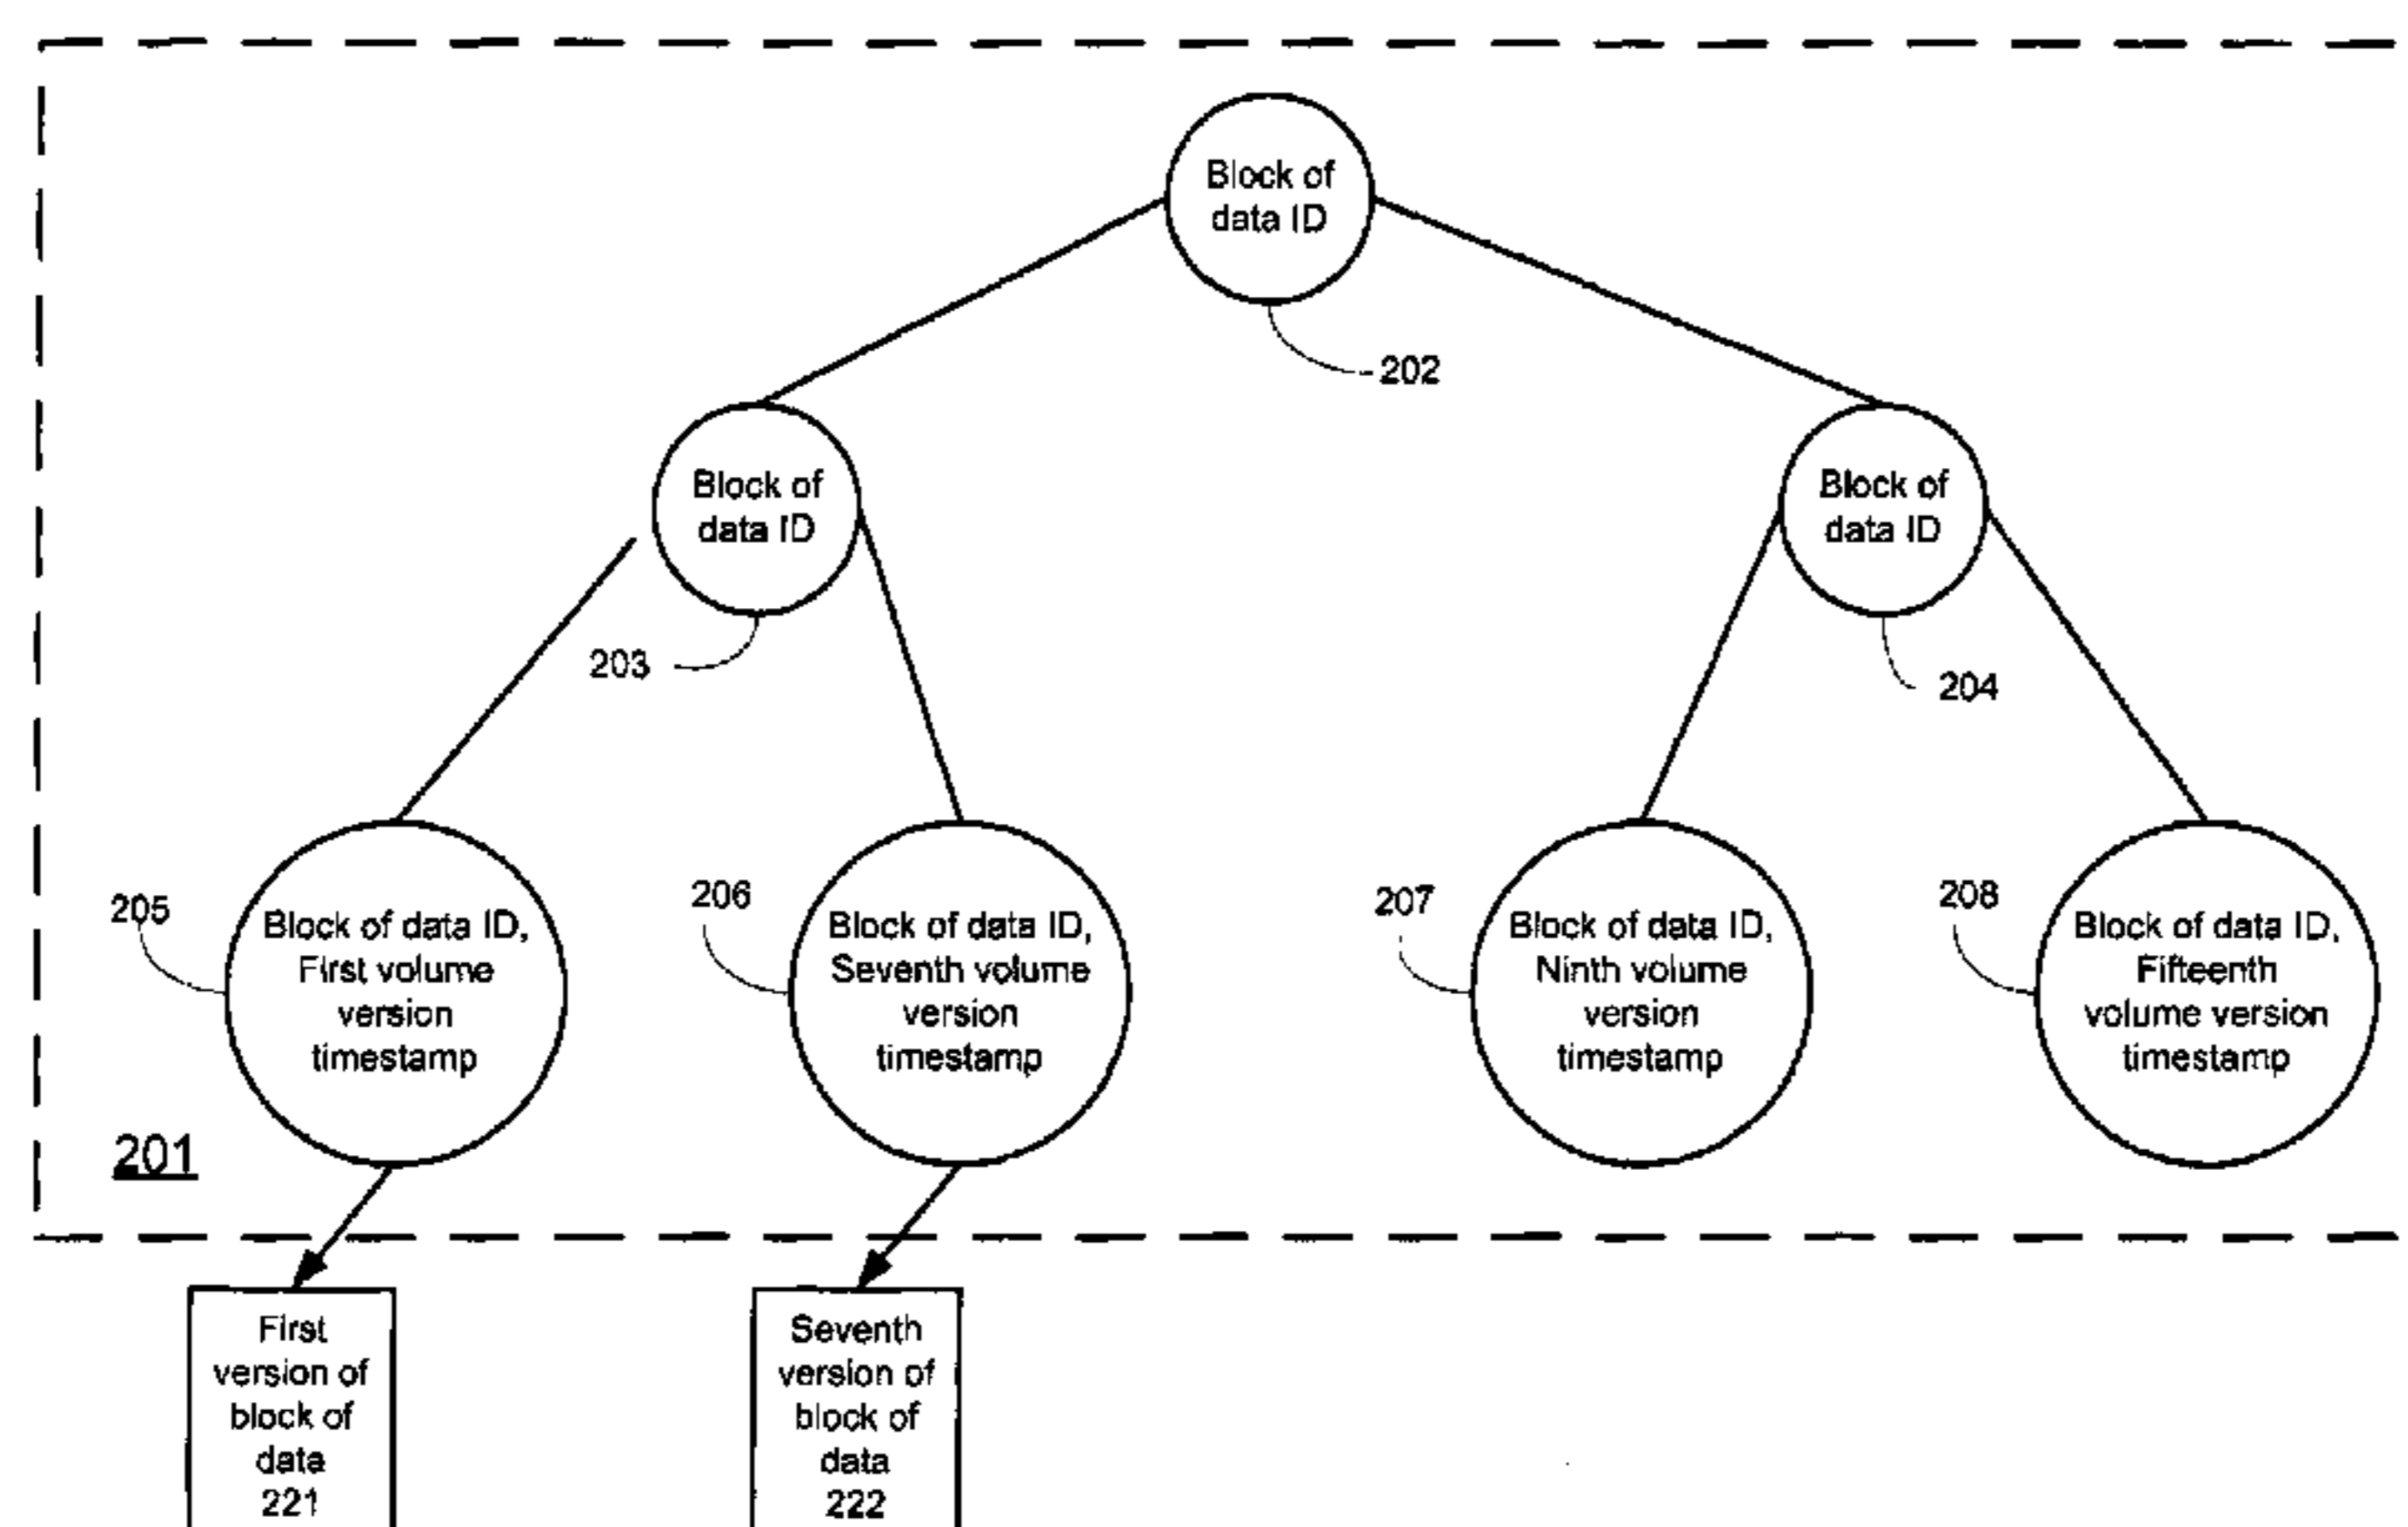 Block of
data ID
202
Block of
data ID
203
Block of
data ID
204
205
Block of data ID,
First volume
version
timestamp
206
Block of data ID,
Seventh volume
version
timestamp
207
Block of data ID,
Ninth volume
version
timestamp
208
Block of data ID,
Fifteenth
volume version
timestamp
201
First
version of
block of
data
221
Seventh
version of
block of
data
222